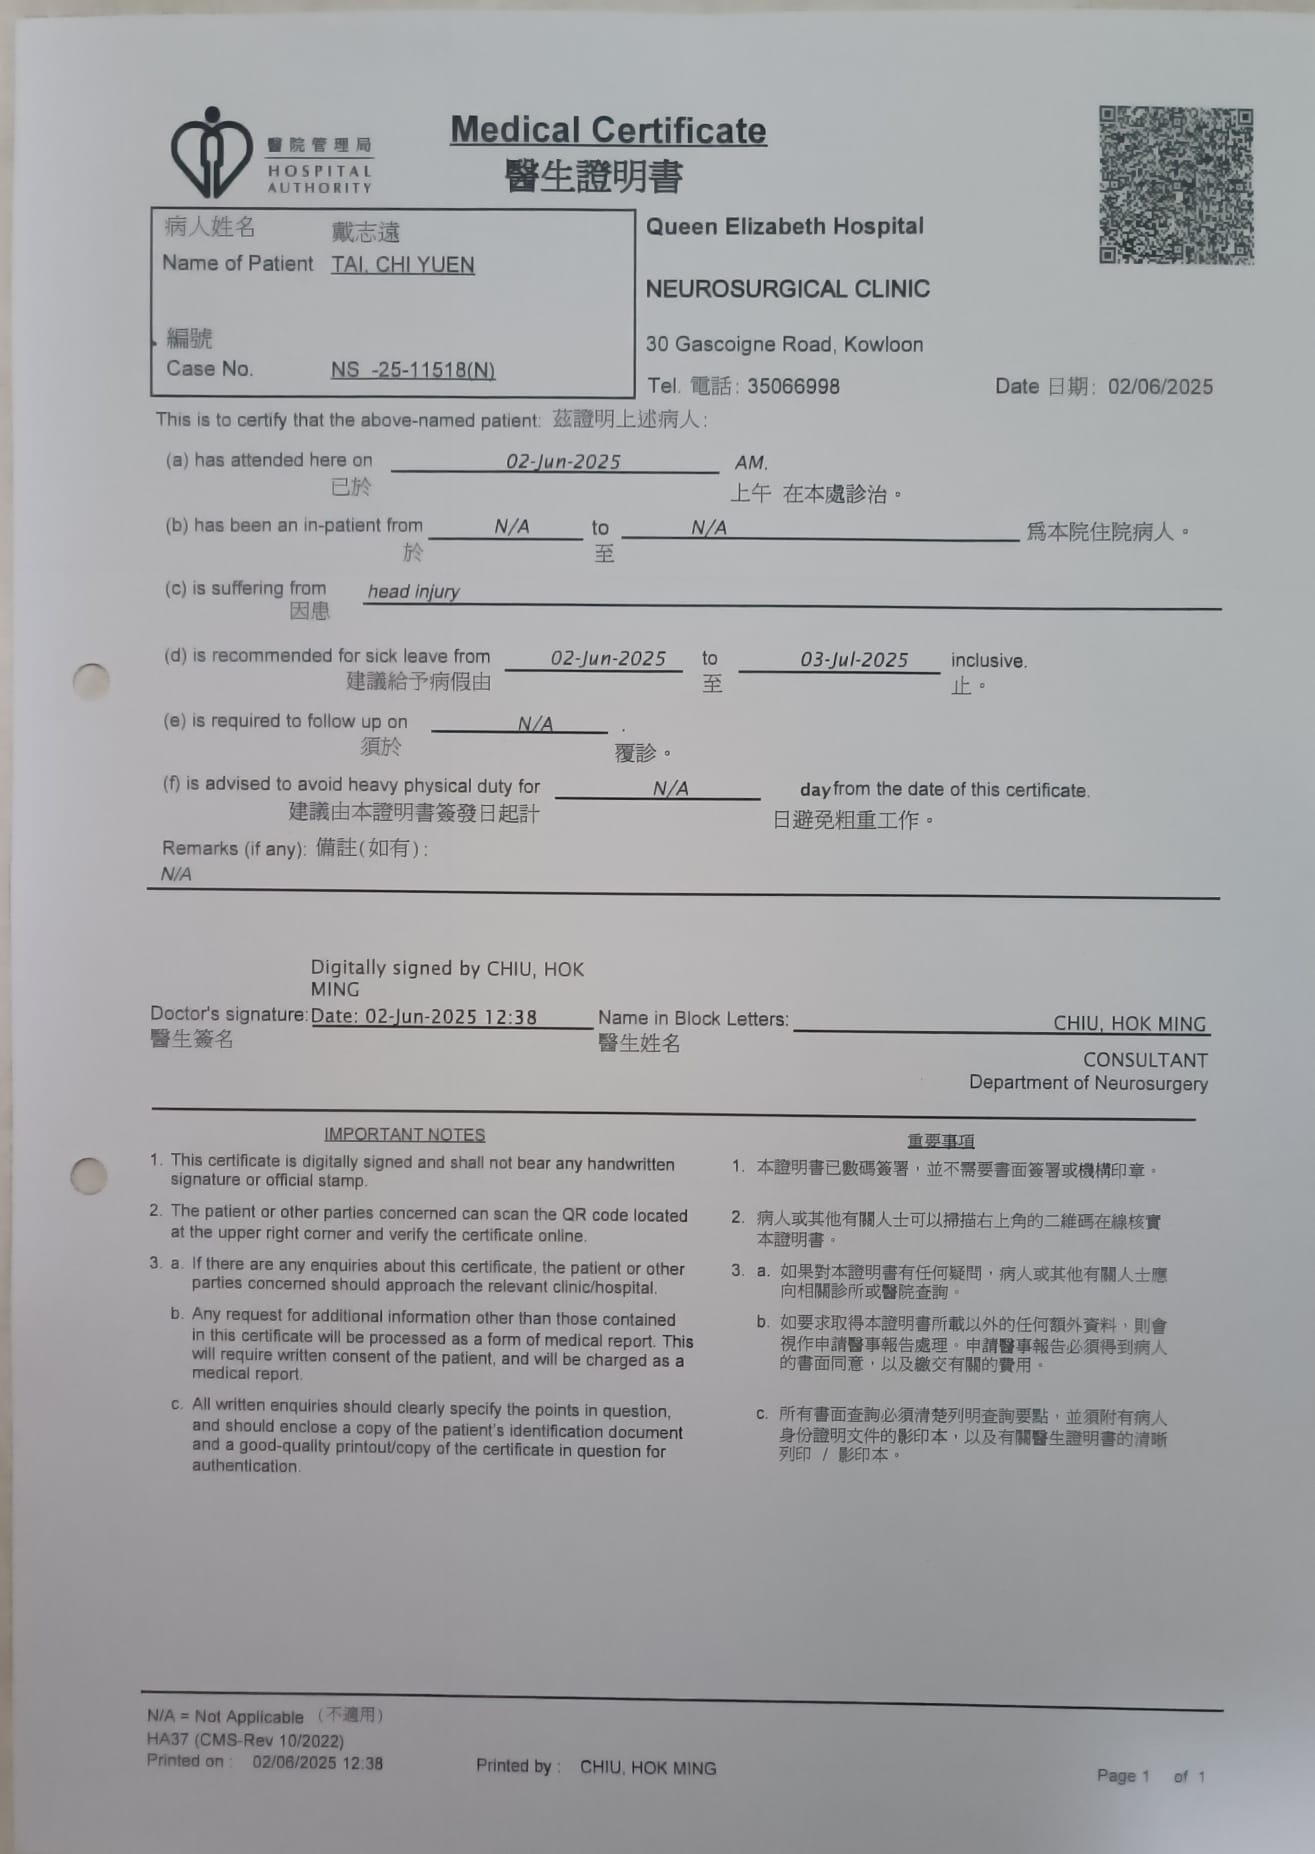 醫院管理局
HOSPITAL
AUTHORITY
Medical Certificate
醫生證明書
病人姓名 戴志遠
Name of Patient TAI, CHI YUEN
編號
Case No. NS -25-11518(N)
Queen Elizabeth Hospital
NEUROSURGICAL CLINIC
30 Gascoigne Road, Kowloon
Tel. 電話: 35066998 Date 日期: 02/06/2025
This is to certify that the above-named patient: 茲證明上述病人:
(a) has attended here on 02-Jun-2025 AM.
已於 上午 在本處診治。
(b) has been an in-patient from N/A to N/A 爲本院住院病人。
於 至
(c) is suffering from head injury
因患
(d) is recommended for sick leave from 02-Jun-2025 to 03-Jul-2025 inclusive.
建議給予病假由 至 止。
(e) is required to follow up on N/A .
須於 覆診。
(f) is advised to avoid heavy physical duty for N/A day from the date of this certificate.
建議由本證明書簽發日起計 日避免粗重工作。
Remarks (if any): 備註(如有):
N/A
Digitally signed by CHIU, HOK
MING
Doctor's signature: Date: 02-Jun-2025 12:38 Name in Block Letters: CHIU, HOK MING
醫生簽名 醫生姓名
CONSULTANT
Department of Neurosurgery
IMPORTANT NOTES
1. This certificate is digitally signed and shall not bear any handwritten
signature or official stamp.
2. The patient or other parties concerned can scan the QR code located
at the upper right corner and verify the certificate online.
3. a. If there are any enquiries about this certificate, the patient or other
parties concerned should approach the relevant clinic/hospital.
b. Any request for additional information other than those contained
in this certificate will be processed as a form of medical report. This
will require written consent of the patient, and will be charged as a
medical report.
c. All written enquiries should clearly specify the points in question,
and should enclose a copy of the patient's identification document
and a good-quality printout/copy of the certificate in question for
authentication.
重要事項
1. 本證明書已數碼簽署，並不需要書面簽署或機構印章。
2. 病人或其他有關人士可以掃描右上角的二維碼在線核實
本證明書。
3. a. 如果對本證明書有任何疑問，病人或其他有關人士應
向相關診所或醫院查詢。
b. 如要求取得本證明書所載以外的任何額外資料，則會
視作申請醫事報告處理。申請醫事報告必須得到病人
的書面同意，以及繳交有關的費用。
c. 所有書面查詢必須清楚列明查詢要點，並須附有病人
身份證明文件的影印本，以及有關醫生證明書的清晰
列印 / 影印本。
N/A = Not Applicable (不適用)
HA37 (CMS-Rev 10/2022)
Printed on : 02/06/2025 12:38 Printed by : CHIU, HOK MING
Page 1 of 1